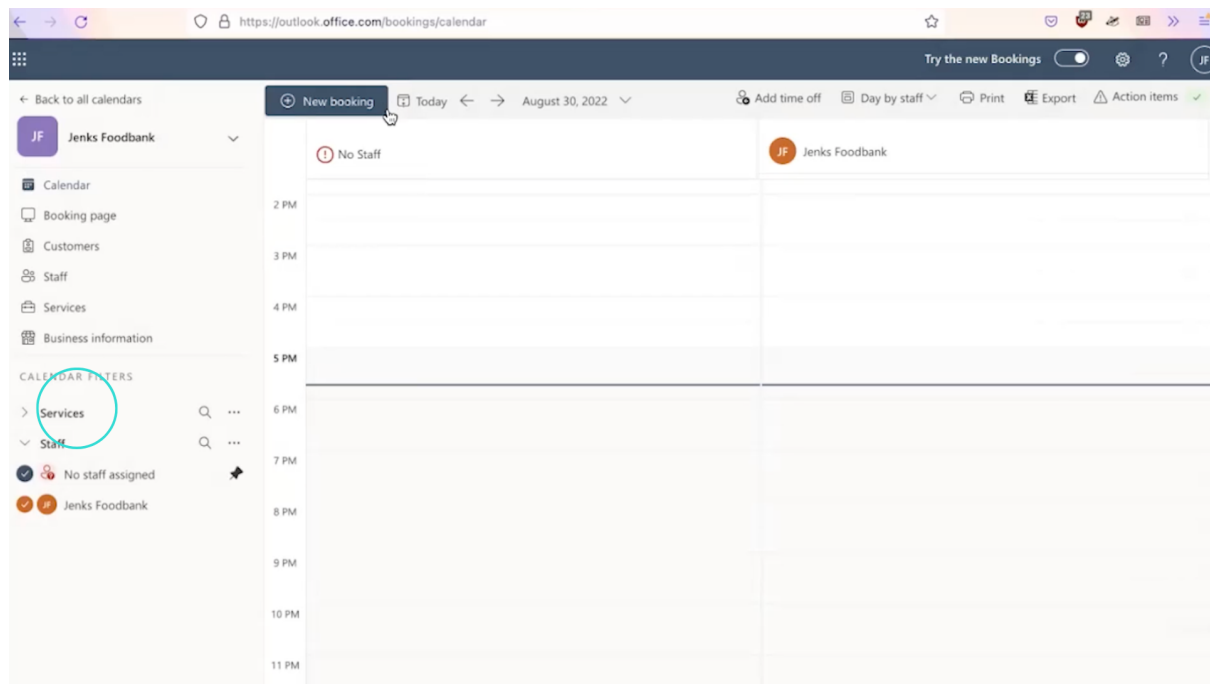 https://outlook.office.com/bookings/calendar
23
Try the new Bookings
?
JF
← Back to all calendars
New booking
Today
August 30, 2022
Add time off
Day by staff
Print
Export
Action items
JF
Jenks Foodbank
No Staff
JF
Jenks Foodbank
Calendar
Booking page
Customers
Staff
Services
Business information
CALENDAR FILTERS
Services
Staff
No staff assigned
JF
Jenks Foodbank
2 PM
3 PM
4 PM
5 PM
6 PM
7 PM
8 PM
9 PM
10 PM
11 PM